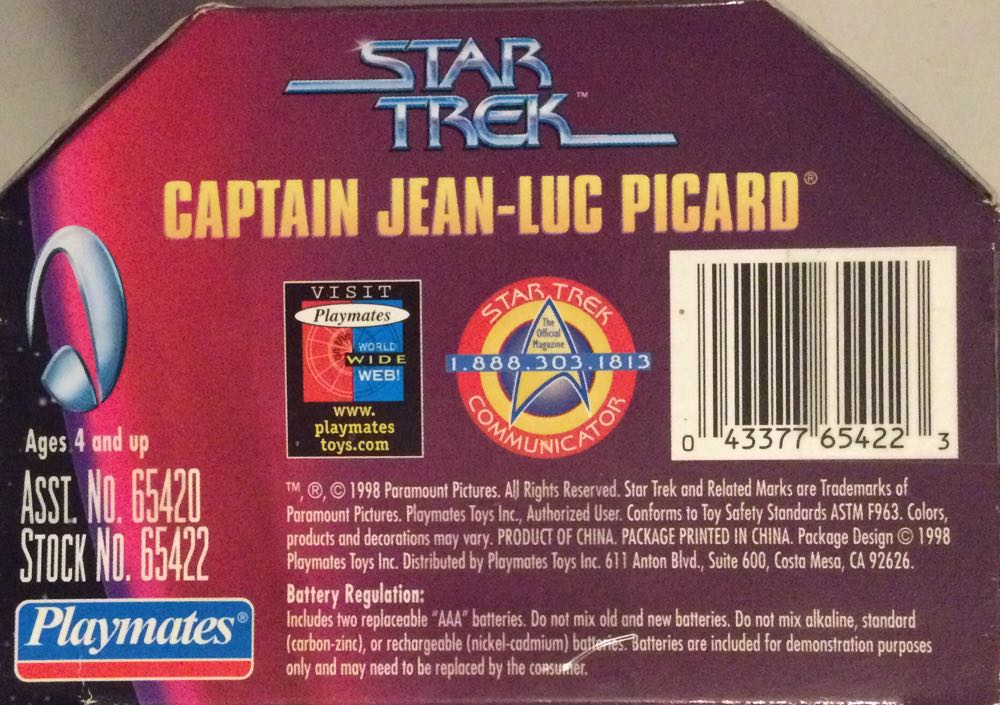 STAR
TREK™
CAPTAIN JEAN-LUC PICARD®
VISIT
Playmates
WORLD
WIDE
WEB!
www.
playmates
toys.com
STAR TREK
The
Official
Magazine
1.888.303.1813
COMMUNICATOR
0 43377 65422 3
Ages 4 and up
ASST. NO. 65420
STOCK NO. 65422
Playmates®
™, ®, © 1998 Paramount Pictures. All Rights Reserved. Star Trek and Related Marks are Trademarks of
Paramount Pictures. Playmates Toys Inc., Authorized User. Conforms to Toy Safety Standards ASTM F963. Colors,
products and decorations may vary. PRODUCT OF CHINA. PACKAGE PRINTED IN CHINA. Package Design © 1998
Playmates Toys Inc. Distributed by Playmates Toys Inc. 611 Anton Blvd., Suite 600, Costa Mesa, CA 92626.
Battery Regulation:
Includes two replaceable “AAA” batteries. Do not mix old and new batteries. Do not mix alkaline, standard
(carbon-zinc), or rechargeable (nickel-cadmium) batteries. Batteries are included for demonstration purposes
only and may need to be replaced by the consumer.